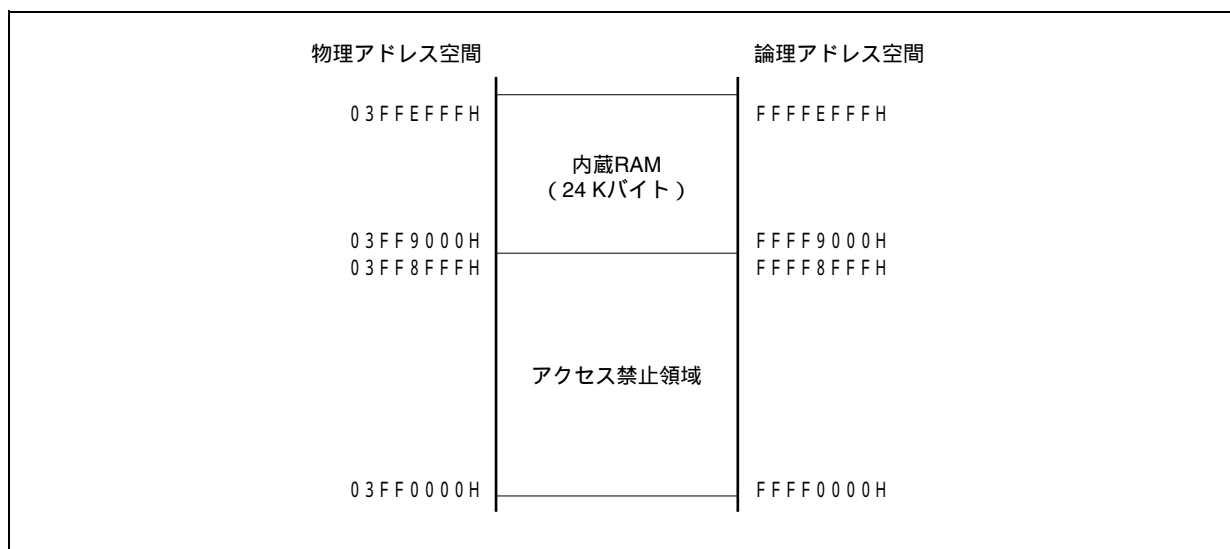 物理アドレス空間 論理アドレス空間
03FFEFFFH FFFFEFFFH
内蔵RAM
(24 Kバイト)
03FF9000H FFFF9000H
03FF8FFFH FFFF8FFFH
アクセス禁止領域
03FF0000H FFFF0000H